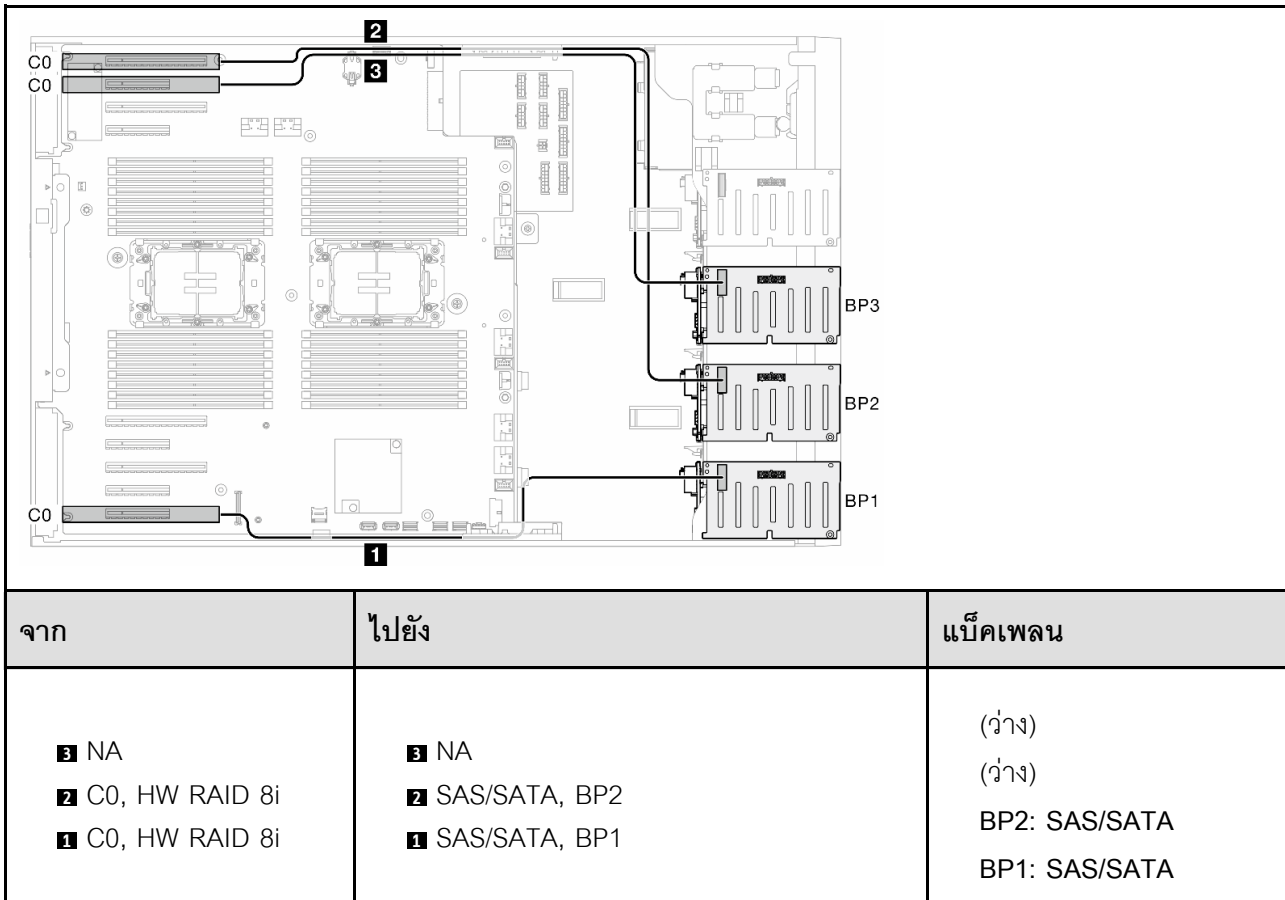 2
C0
3
C0
BP3
BP2
BP1
C0
1
จาก
ไปยัง
แบ็คเพลน
3 NA
2 C0, HW RAID 8i
1 C0, HW RAID 8i
3 NA
2 SAS/SATA, BP2
1 SAS/SATA, BP1
(ว่าง)
(ว่าง)
BP2: SAS/SATA
BP1: SAS/SATA